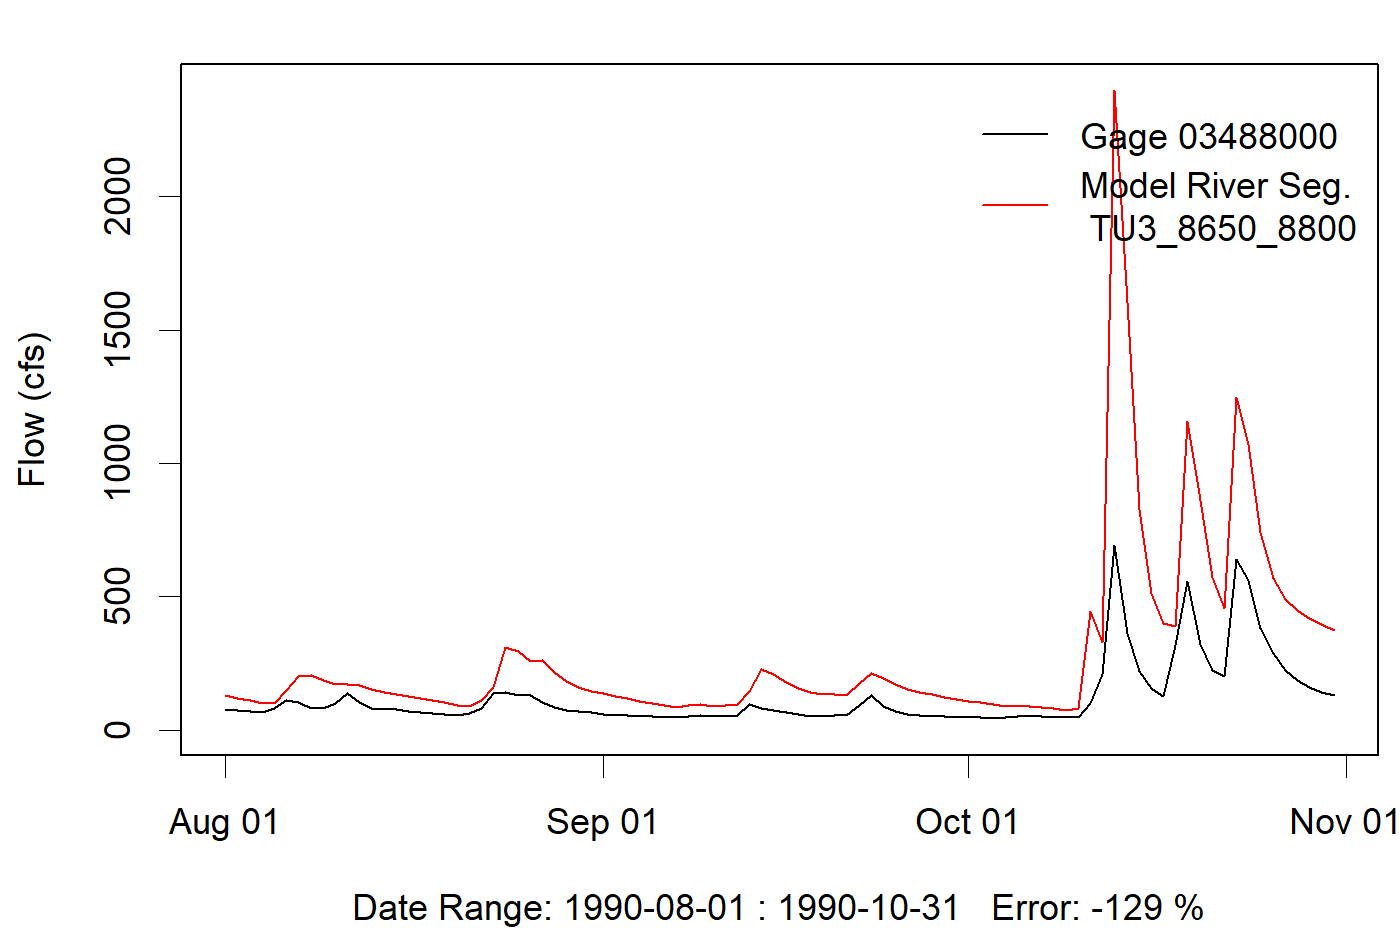 Gage 03488000
Model River Seg.
TU3_8650_8800
Flow (cfs)
2000
1500
1000
500
0
Aug 01
Sep 01
Oct 01
Nov 01
Date Range: 1990-08-01 : 1990-10-31 Error: -129 %